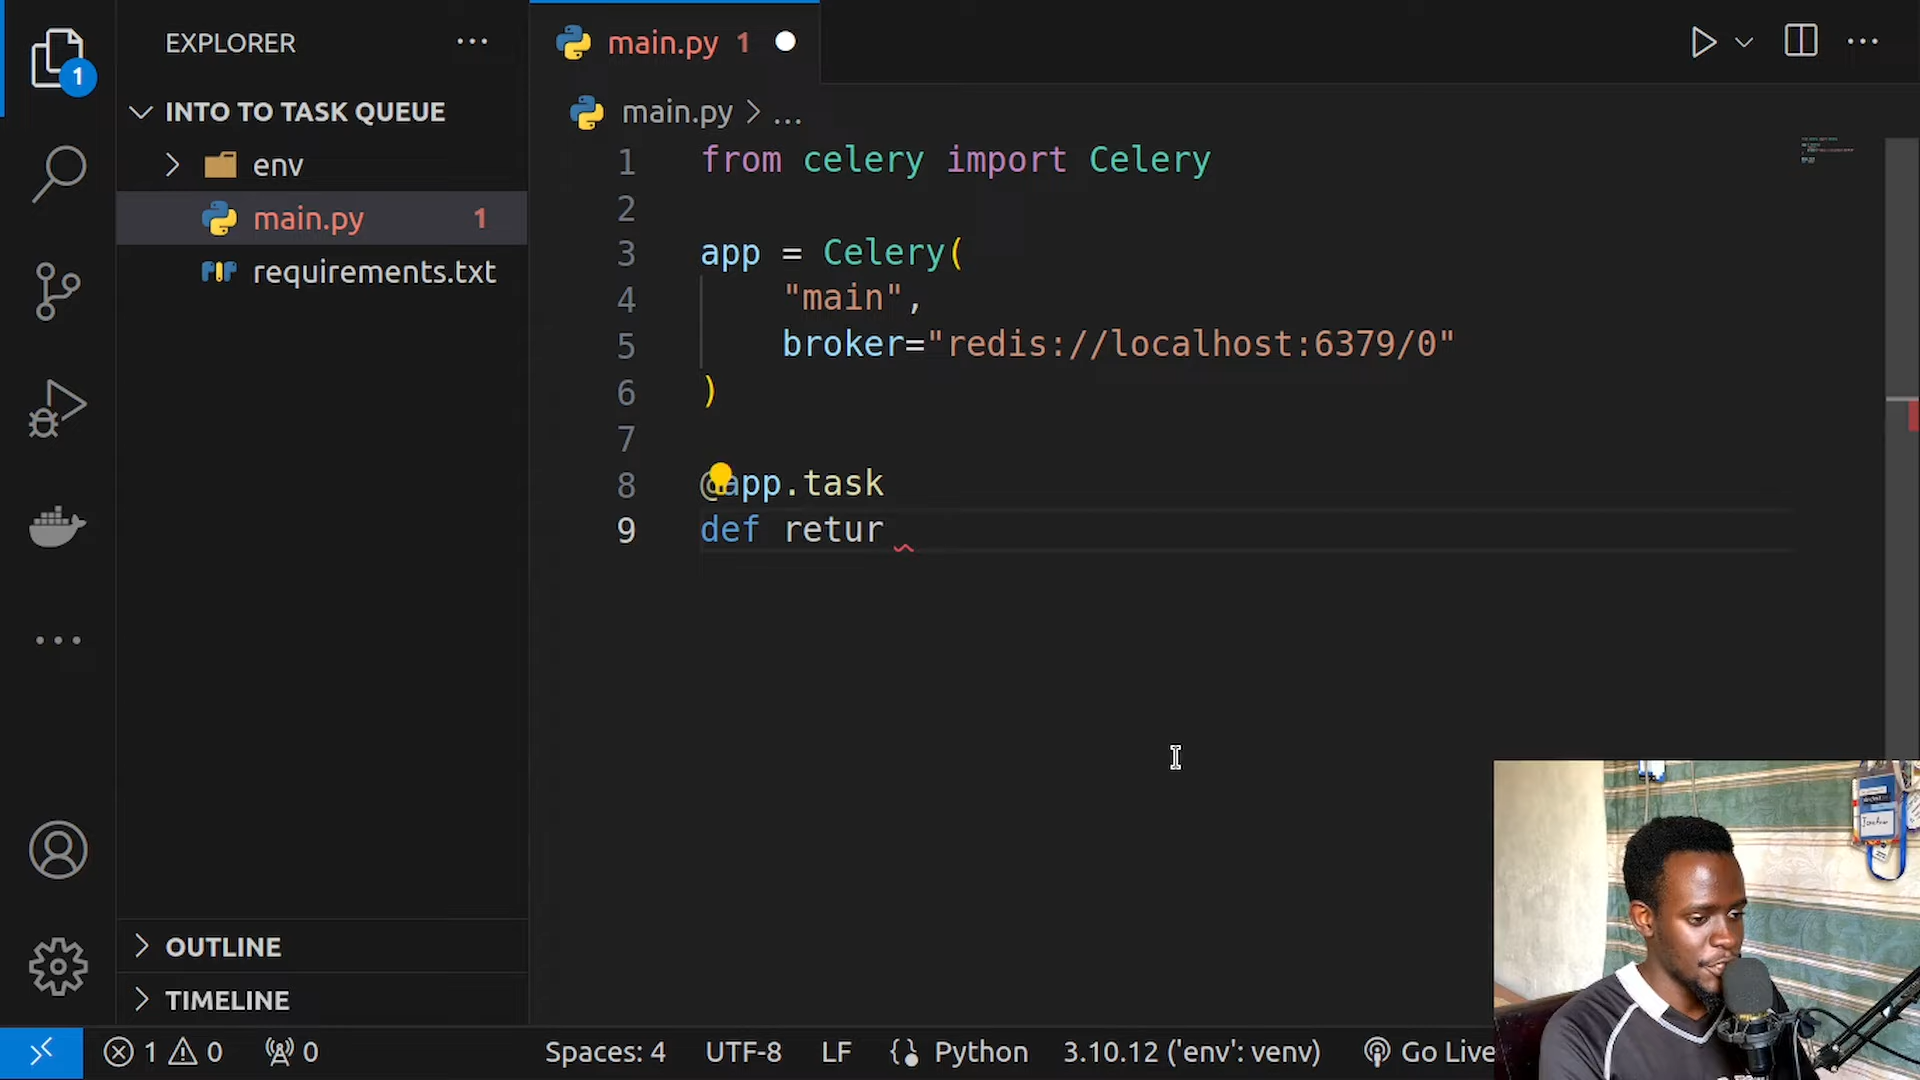 EXPLORER
1
INTO TO TASK QUEUE
env
main.py 1
requirements.txt
OUTLINE
TIMELINE
main.py 1
main.py > ...
1 from celery import Celery
2
3 app = Celery(
4 "main",
5 broker="redis://localhost:6379/0"
6 )
7
8 @app.task
9 def retur
1 0 0 Spaces: 4 UTF-8 LF Python 3.10.12 ('env': venv) Go Live